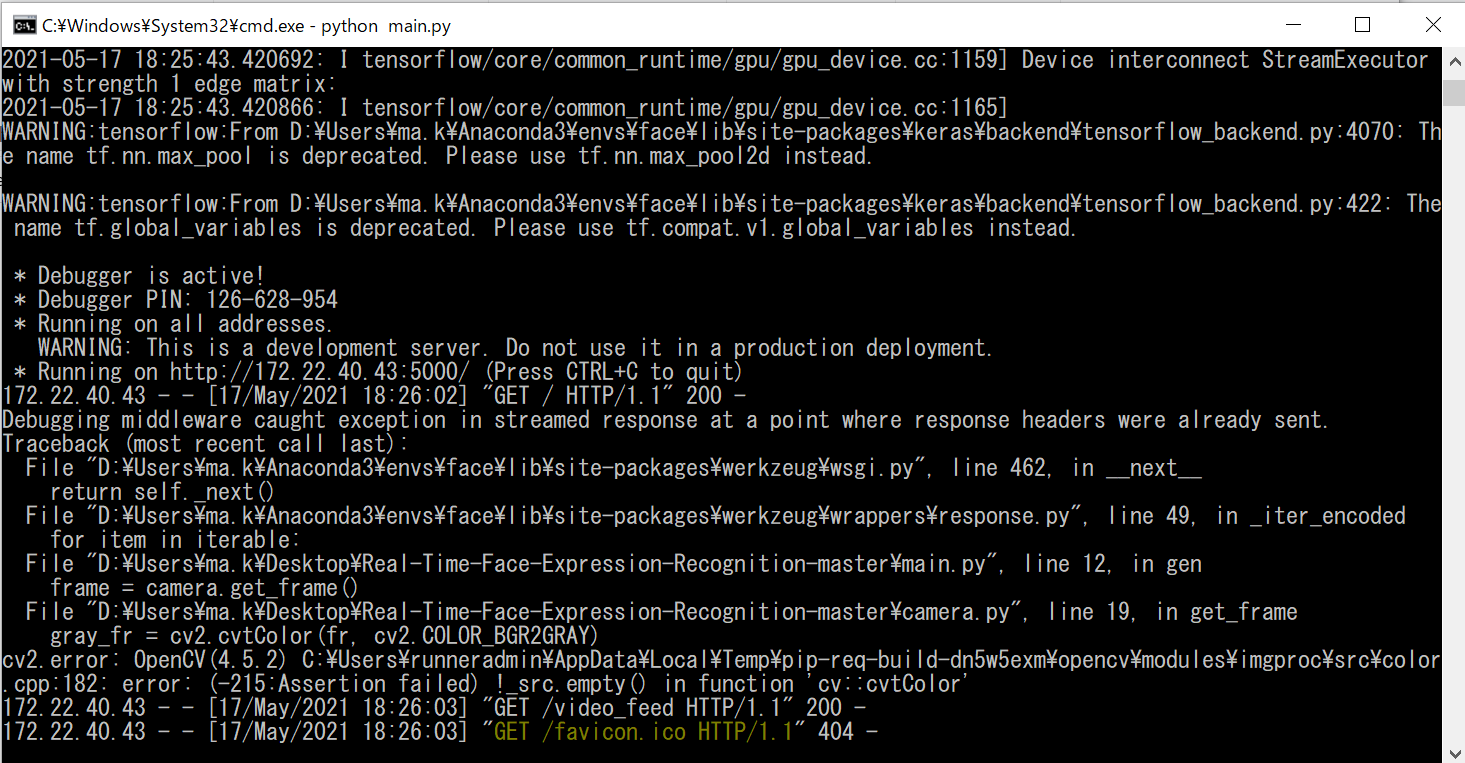 C:¥Windows¥System32¥cmd.exe - python  main.py
2021-05-17 18:25:43.420692: I tensorflow/core/common_runtime/gpu/gpu_device.cc:1159] Device interconnect StreamExecutor
with strength 1 edge matrix:
2021-05-17 18:25:43.420866: I tensorflow/core/common_runtime/gpu/gpu_device.cc:1165]
WARNING:tensorflow:From D:¥Users¥ma.k¥Anaconda3¥envs¥face¥lib¥site-packages¥keras¥backend¥tensorflow_backend.py:4070: Th
e name tf.nn.max_pool is deprecated. Please use tf.nn.max_pool2d instead.
WARNING:tensorflow:From D:¥Users¥ma.k¥Anaconda3¥envs¥face¥lib¥site-packages¥keras¥backend¥tensorflow_backend.py:422: The
 name tf.global_variables is deprecated. Please use tf.compat.v1.global_variables instead.
 * Debugger is active!
 * Debugger PIN: 126-628-954
 * Running on all addresses.
   WARNING: This is a development server. Do not use it in a production deployment.
 * Running on http://172.22.40.43:5000/ (Press CTRL+C to quit)
172.22.40.43 - - [17/May/2021 18:26:02] "GET / HTTP/1.1" 200 -
Debugging middleware caught exception in streamed response at a point where response headers were already sent.
Traceback (most recent call last):
  File "D:¥Users¥ma.k¥Anaconda3¥envs¥face¥lib¥site-packages¥werkzeug¥wsgi.py", line 462, in __next__
    return self._next()
  File "D:¥Users¥ma.k¥Anaconda3¥envs¥face¥lib¥site-packages¥werkzeug¥wrappers¥response.py", line 49, in _iter_encoded
    for item in iterable:
  File "D:¥Users¥ma.k¥Desktop¥Real-Time-Face-Expression-Recognition-master¥main.py", line 12, in gen
    frame = camera.get_frame()
  File "D:¥Users¥ma.k¥Desktop¥Real-Time-Face-Expression-Recognition-master¥camera.py", line 19, in get_frame
    gray_fr = cv2.cvtColor(fr, cv2.COLOR_BGR2GRAY)
cv2.error: OpenCV(4.5.2) C:¥Users¥runneradmin¥AppData¥Local¥Temp¥pip-req-build-dn5w5exm¥opencv¥modules¥imgproc¥src¥color
.cpp:182: error: (-215:Assertion failed) !_src.empty() in function 'cv::cvtColor'
172.22.40.43 - - [17/May/2021 18:26:03] "GET /video_feed HTTP/1.1" 200 -
172.22.40.43 - - [17/May/2021 18:26:03] "GET /favicon.ico HTTP/1.1" 404 -